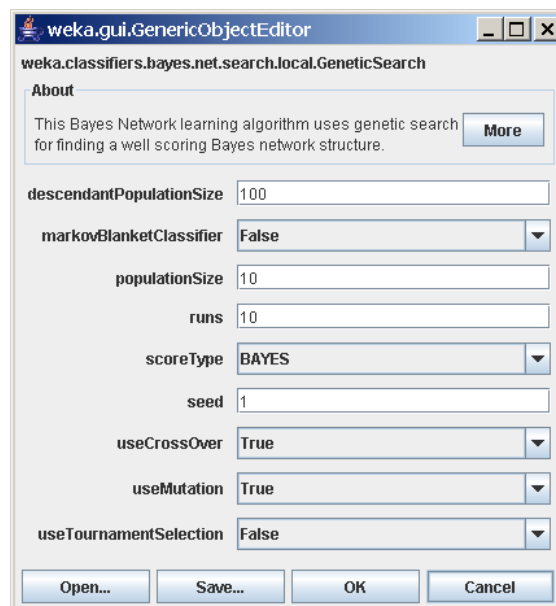 weka.gui.GenericObjectEditor
weka.classifiers.bayes.net.search.local.GeneticSearch
About
This Bayes Network learning algorithm uses genetic search
for finding a well scoring Bayes network structure.
More
descendantPopulationSize 100
markovBlanketClassifier False
populationSize 10
runs 10
scoreType BAYES
seed 1
useCrossOver True
useMutation True
useTournamentSelection False
Open... Save... OK Cancel